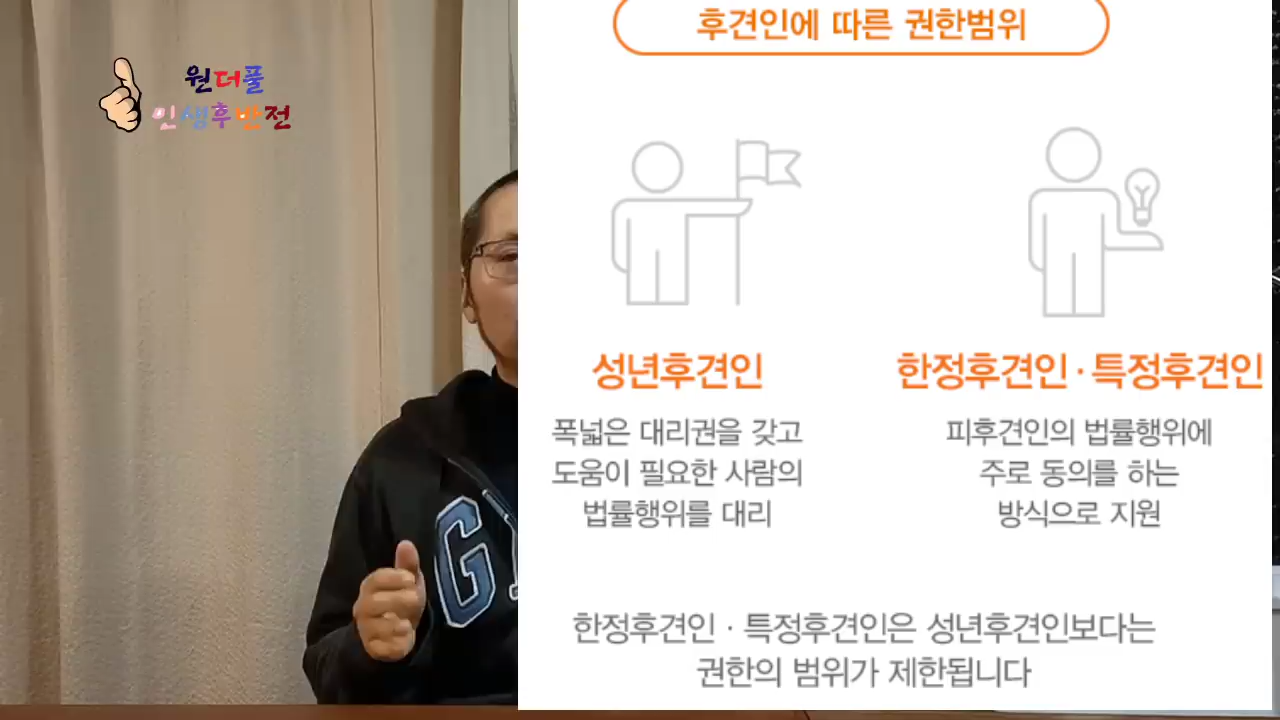 원더풀
인생후반전
후견인에 따른 권한범위
성년후견인
폭넓은 대리권을 갖고
도움이 필요한 사람의
법률행위를 대리
한정후견인 · 특정후견인
피후견인의 법률행위에
주로 동의를 하는
방식으로 지원
한정후견인 · 특정후견인은 성년후견인보다는
권한의 범위가 제한됩니다
G